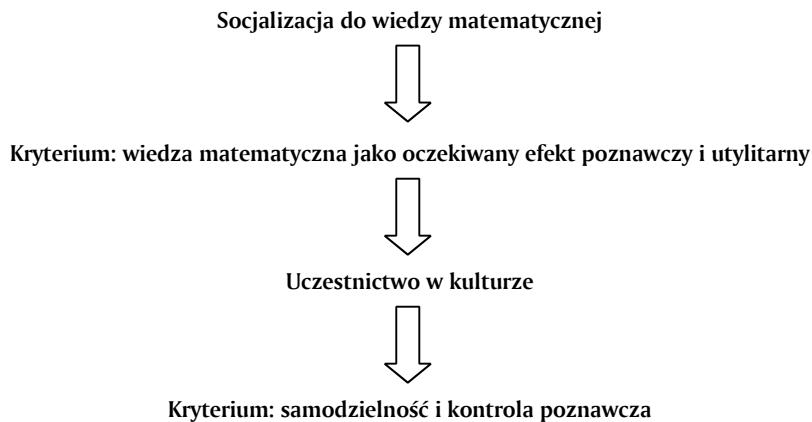 Socjalizacja do wiedzy matematycznej
Kryterium: wiedza matematyczna jako oczekiwany efekt poznawczy i utylitarny
Uczestnictwo w kulturze
Kryterium: samodzielność i kontrola poznawcza